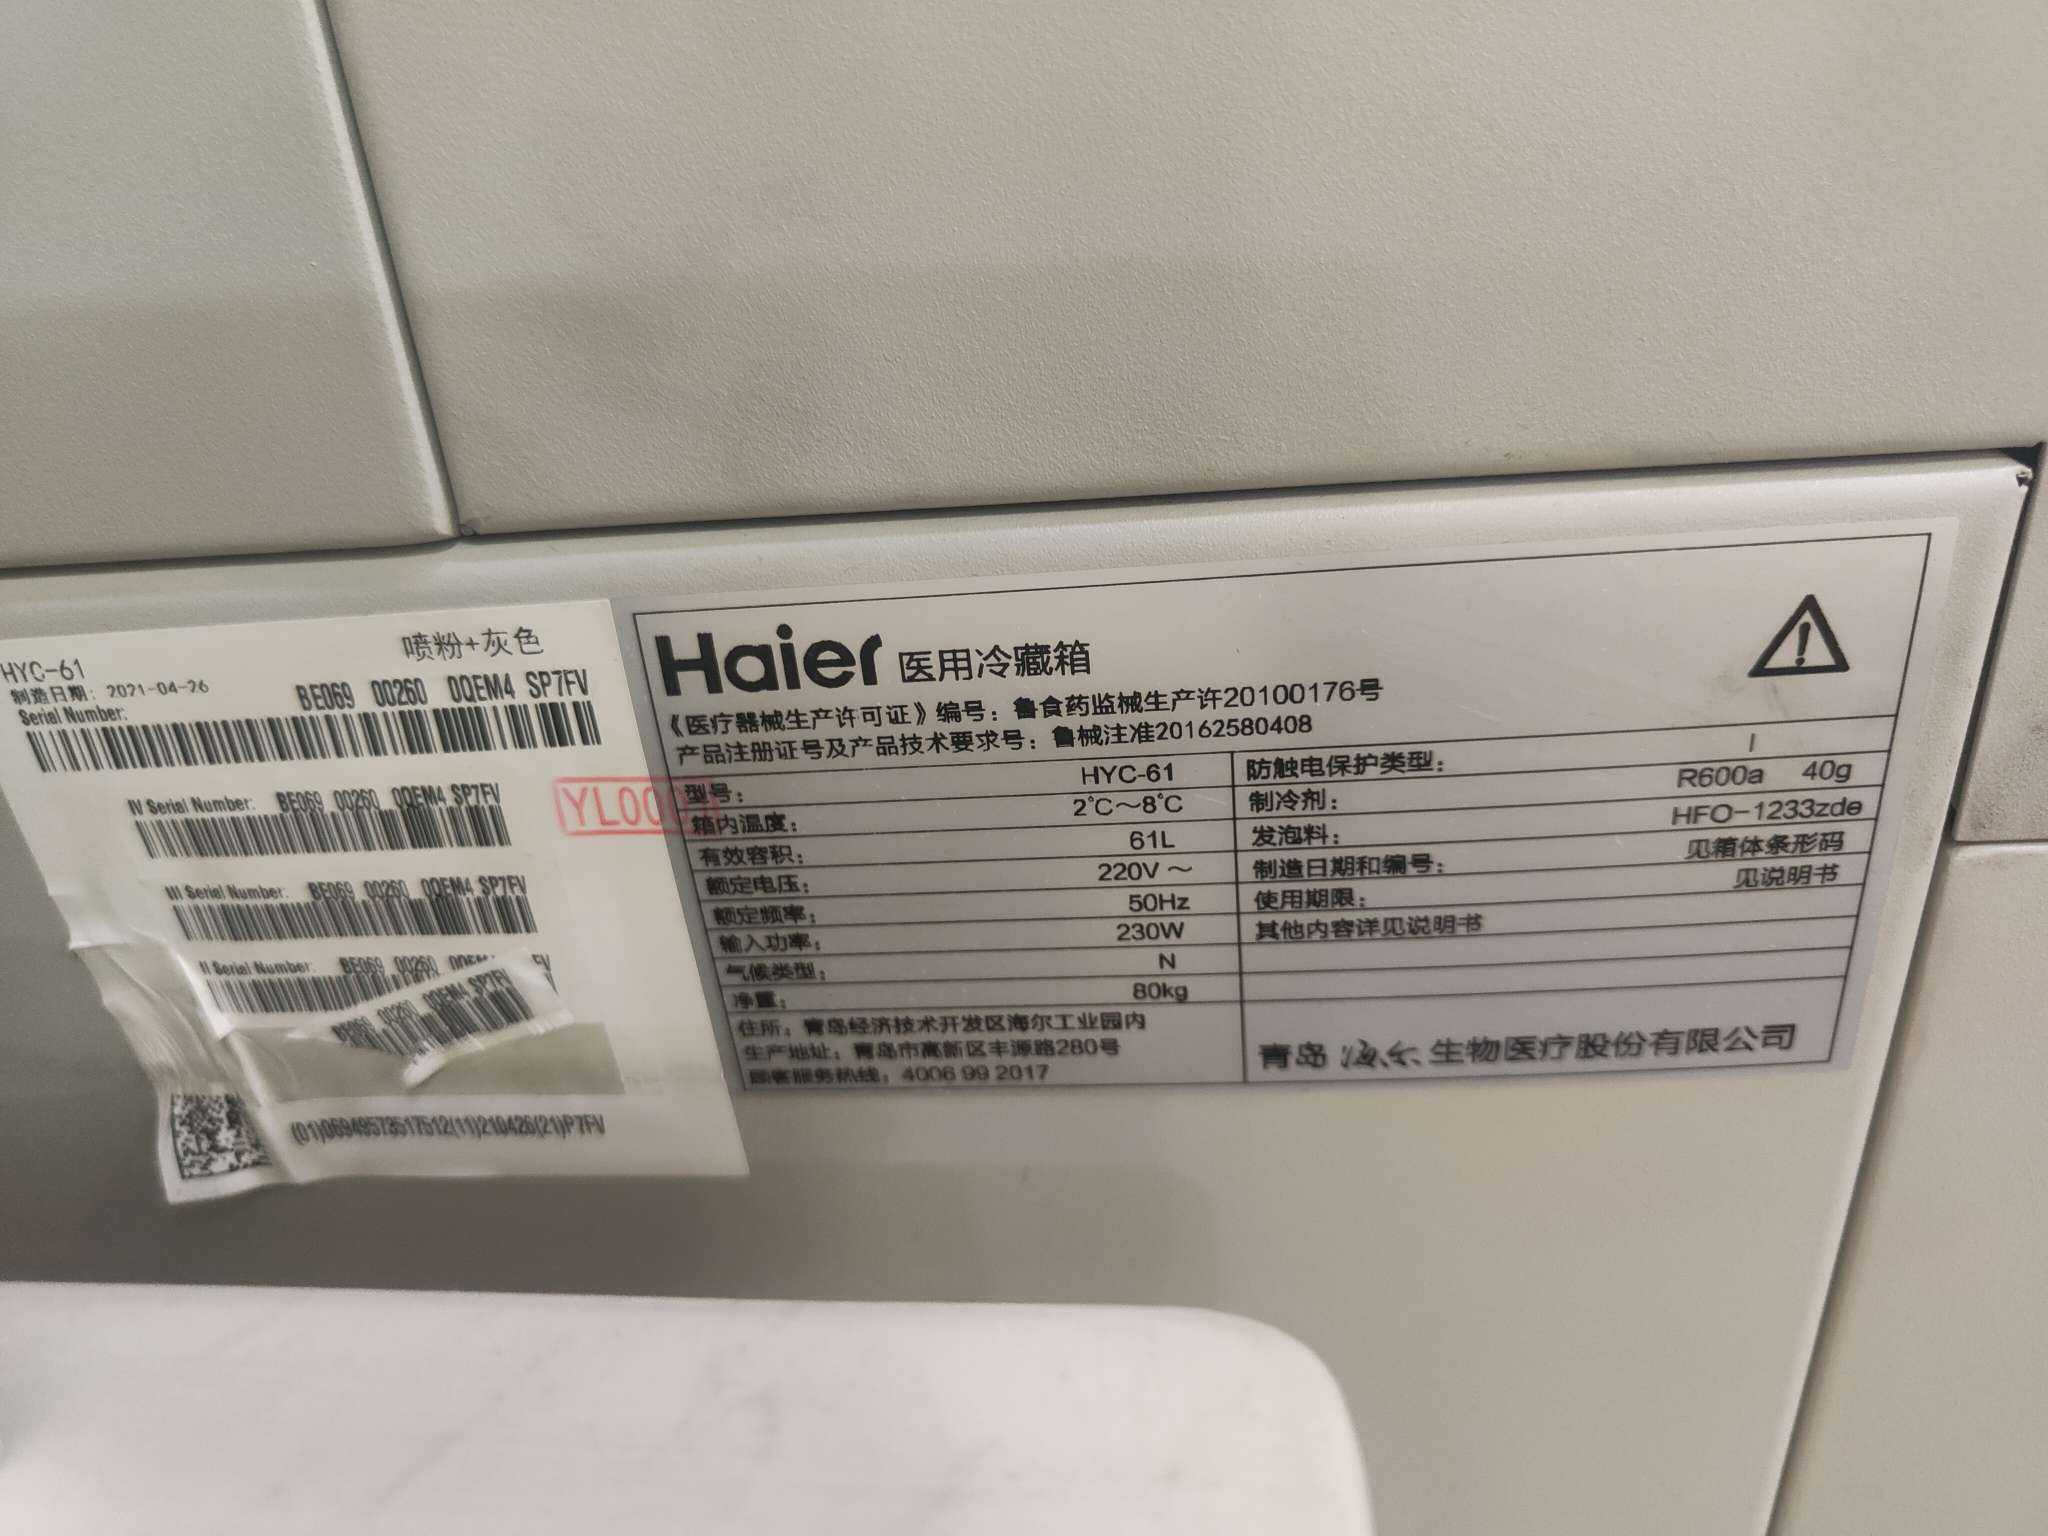 HYC-61
喷粉+灰色
制造日期: 2021-04-26
Serial Number:
BE069 00260 0QEM4 SP7FV
IV Serial Number: BE069 00260 0QEM4 SP7FV
III Serial Number: BE069 00260 0QEM4 SP7FV
II Serial Number: BE069 00260 FV
BE069 00260 0QEM4 SP7FV
(01)06949573517512(11)210426(21)P7FV
YL000
Haier 医用冷藏箱
《医疗器械生产许可证》编号：鲁食药监械生产许20100176号
产品注册证号及产品技术要求号：鲁械注准20162580408
型号： HYC-61
箱内温度： 2℃～8℃
有效容积： 61L
额定电压： 220V～
额定频率： 50Hz
输入功率： 230W
气候类型： N
净重： 80kg
住所：青岛经济技术开发区海尔工业园内
生产地址：青岛市高新区丰源路280号
顾客服务热线：4006 99 2017
防触电保护类型： I
制冷剂： R600a 40g
发泡料： HFO-1233zde
制造日期和编号： 见箱体条形码
使用期限： 见说明书
其他内容详见说明书
青岛海尔生物医疗股份有限公司